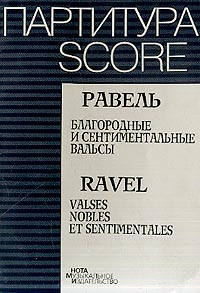 ПАРТИТУРА
SCORE
РАВЕЛЬ
БЛАГОРОДНЫЕ
И СЕНТИМЕНТАЛЬНЫЕ
ВАЛЬСЫ
RAVEL
VALSES
NOBLES
ET SENTIMENTALES
НОТА
МУЗЫКАЛЬНОЕ
ИЗДАТЕЛЬСТВО